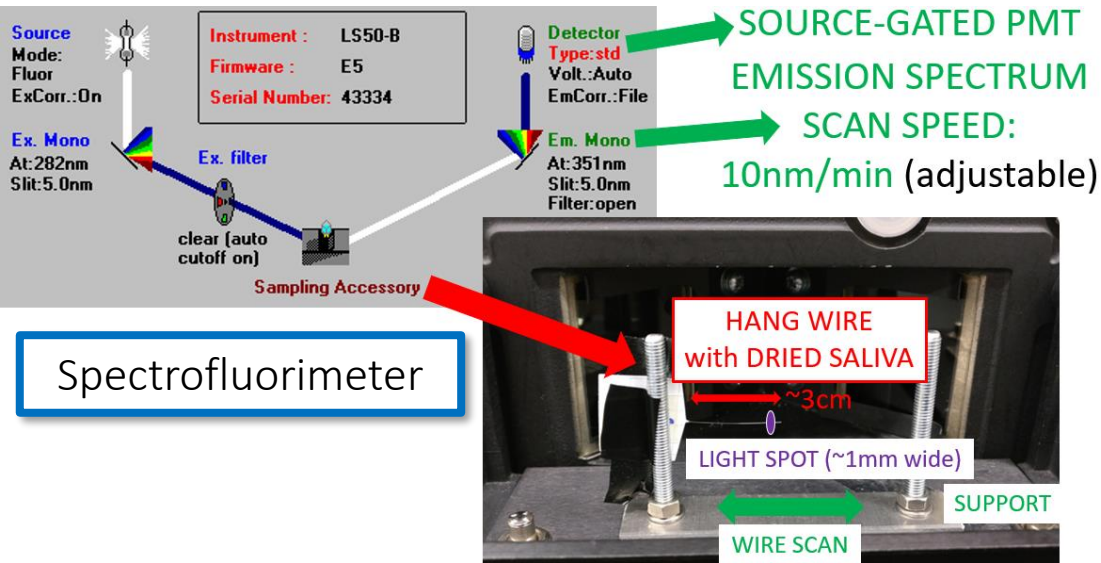 Source
Mode:
Fluor
ExCorr.:On
Instrument : LS50-B
Firmware : E5
Serial Number: 43334
Detector
Type:std
Volt.:Auto
EmCorr.:File
SOURCE-GATED PMT
EMISSION SPECTRUM
SCAN SPEED:
10nm/min (adjustable)
Ex. Mono
At:282nm
Slit:5.0nm
Ex. filter
clear (auto
cutoff on)
Em. Mono
At:351nm
Slit:5.0nm
Filter:open
Sampling Accessory
Spectrofluorimeter
HANG WIRE
with DRIED SALIVA
~3cm
LIGHT SPOT (~1mm wide)
SUPPORT
WIRE SCAN